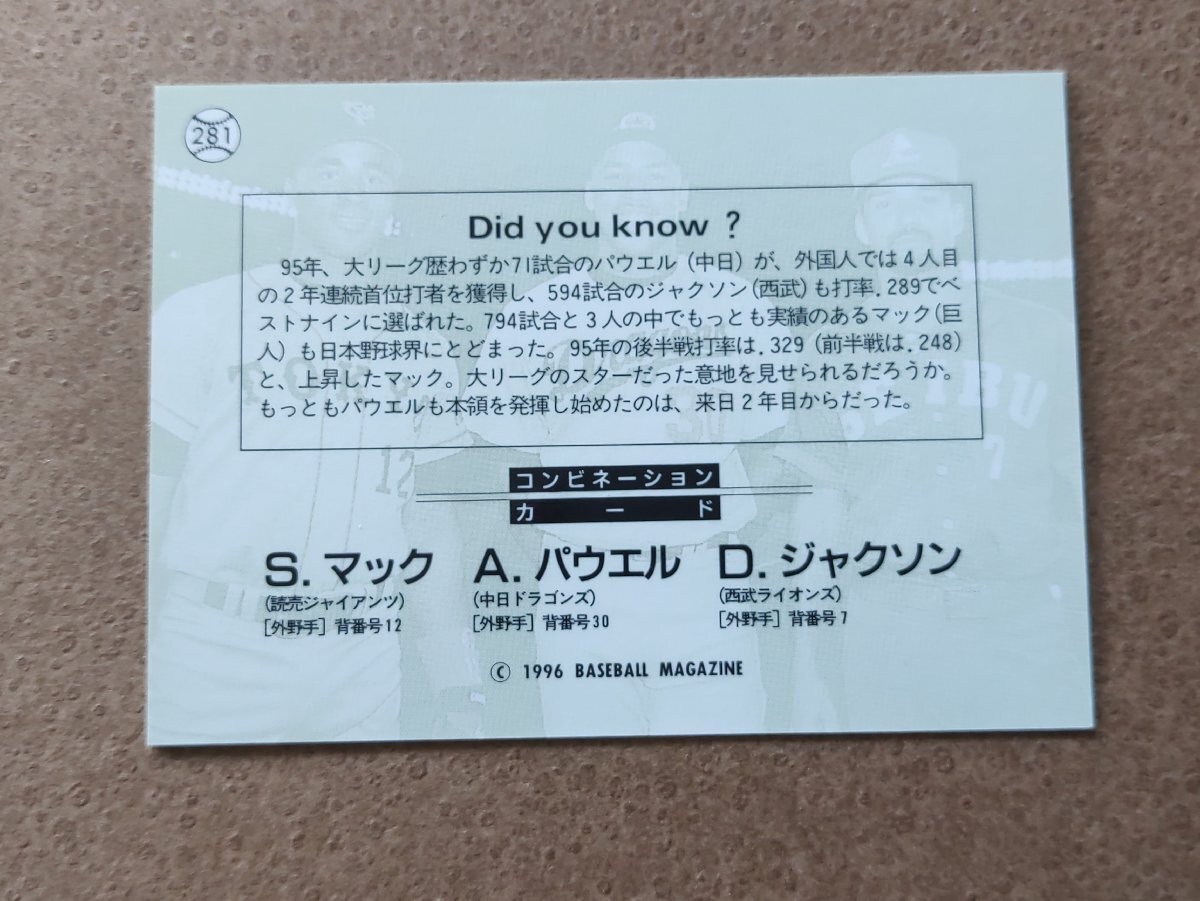 281
Did you know ?
95年、大リーグ歴わずか71試合のパウエル（中日）が、外国人では４人目
の２年連続首位打者を獲得し、594試合のジャクソン（西武）も打率.289でベ
ストナインに選ばれた。794試合と３人の中でもっとも実績のあるマック（巨
人）も日本野球界にとどまった。95年の後半戦打率は.329（前半戦は.248）
と、上昇したマック。大リーグのスターだった意地を見せられるだろうか。
もっともパウエルも本領を発揮し始めたのは、来日２年目からだった。
コンビネーション
カード
S. マック A. パウエル D. ジャクソン
(読売ジャイアンツ) (中日ドラゴンズ) (西武ライオンズ)
[外野手] 背番号12 [外野手] 背番号30 [外野手] 背番号7
© 1996 BASEBALL MAGAZINE